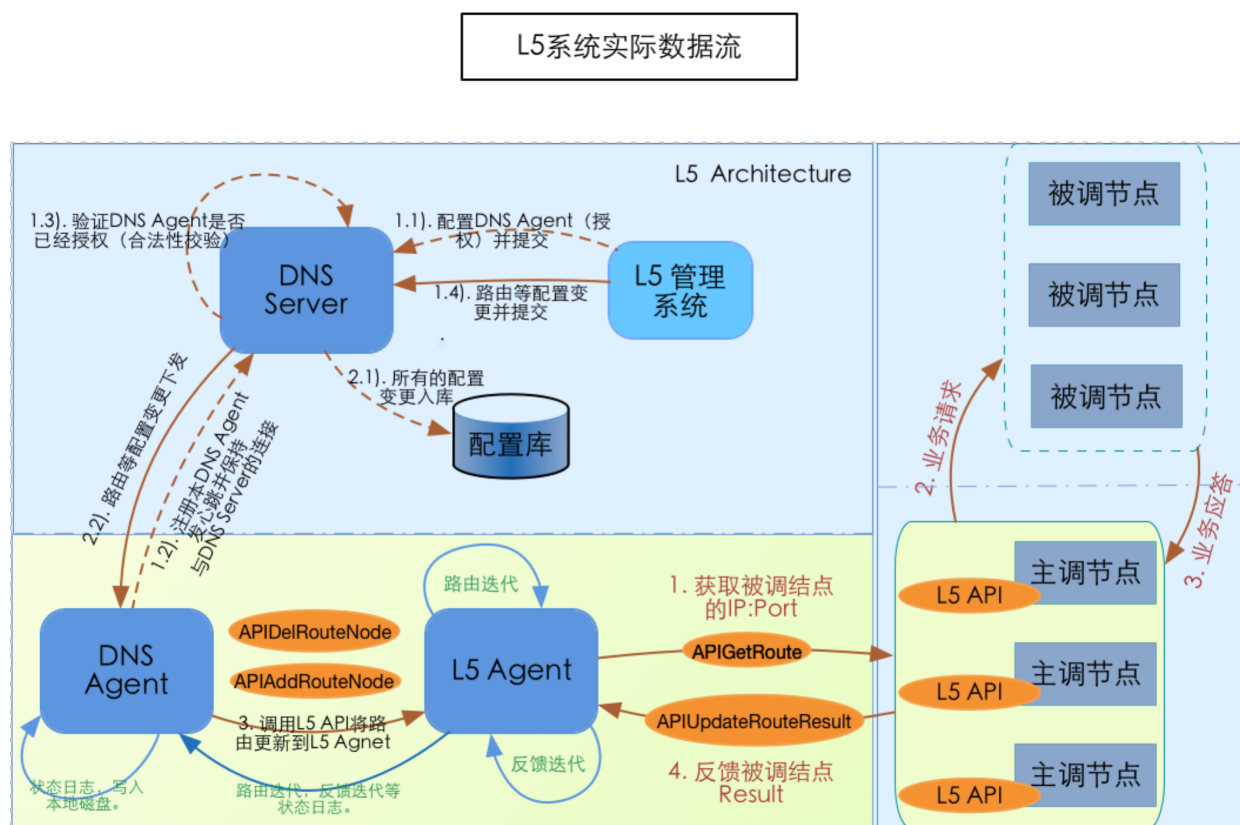 L5系统实际数据流
L5 Architecture
1.3). 验证DNS Agent是否
已经授权（合法性校验）
1.1). 配置DNS Agent（授
权）并提交
DNS
Server
L5 管理
系统
1.4). 路由等配置变
更并提交
2.1). 所有的配置
变更入库
配置库
2.2). 路由等配置变更下发
1.2). 注册本DNS Agent
发心跳并保持
与DNS Server的连接
被调节点
被调节点
被调节点
2. 业务请求
3. 业务应答
DNS
Agent
APIDelRouteNode
APIAddRouteNode
3. 调用L5 API将路
由更新到L5 Agnet
状态日志，写入
本地磁盘。
路由迭代，反馈迭代等
状态日志。
路由迭代
L5 Agent
反馈迭代
1. 获取被调结点
的IP:Port
APIGetRoute
APIUpdateRouteResult
4. 反馈被调结点
Result
主调节点
L5 API
主调节点
L5 API
主调节点
L5 API